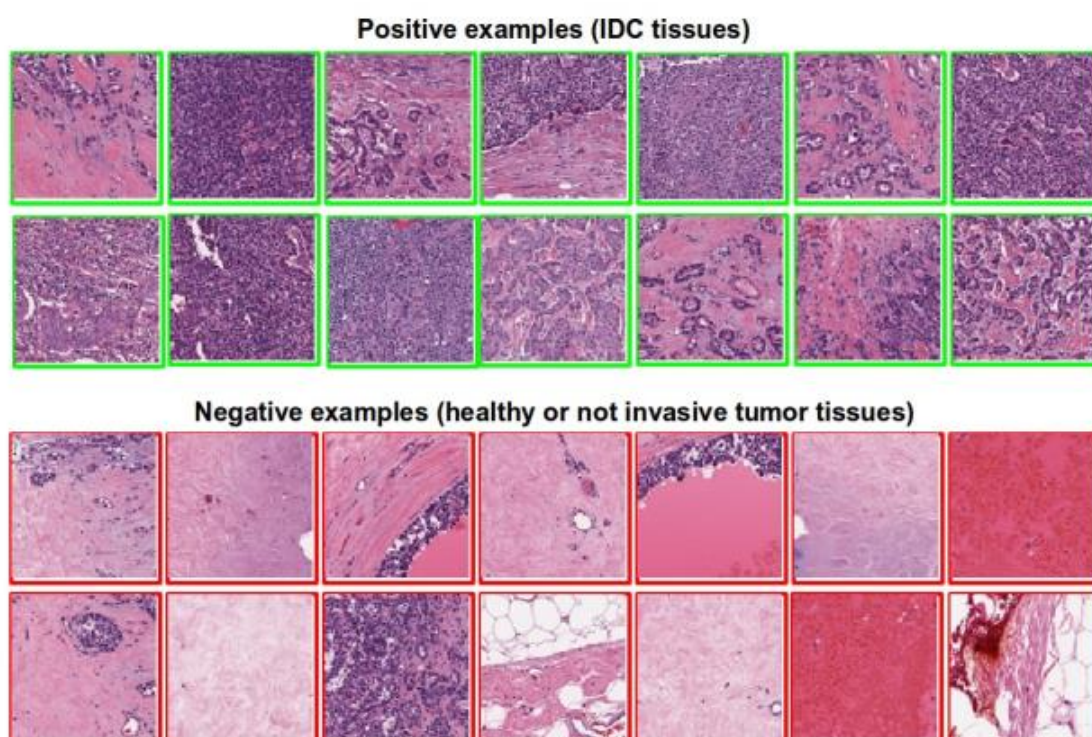 Positive examples (IDC tissues)
Negative examples (healthy or not invasive tumor tissues)